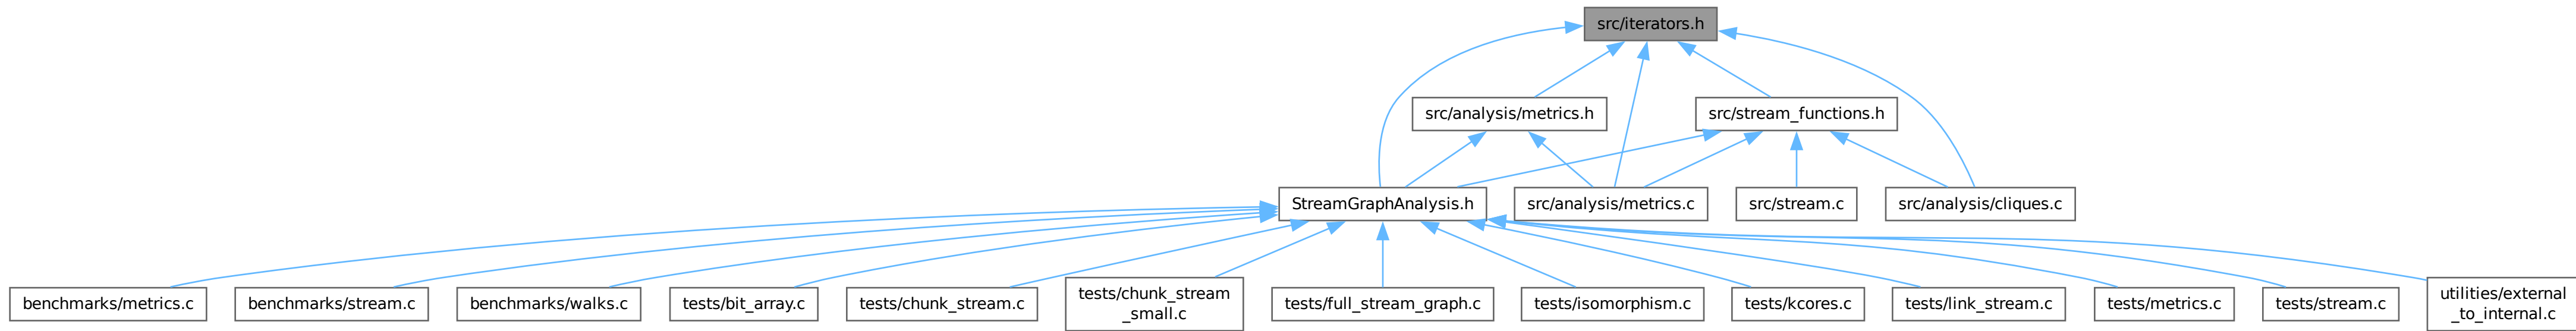 src/iterators.h
src/analysis/metrics.h
src/stream_functions.h
StreamGraphAnalysis.h
src/analysis/metrics.c
src/stream.c
src/analysis/cliques.c
benchmarks/metrics.c
benchmarks/stream.c
benchmarks/walks.c
tests/bit_array.c
tests/chunk_stream.c
tests/chunk_stream
_small.c
tests/full_stream_graph.c
tests/isomorphism.c
tests/kcores.c
tests/link_stream.c
tests/metrics.c
tests/stream.c
utilities/external
_to_internal.c